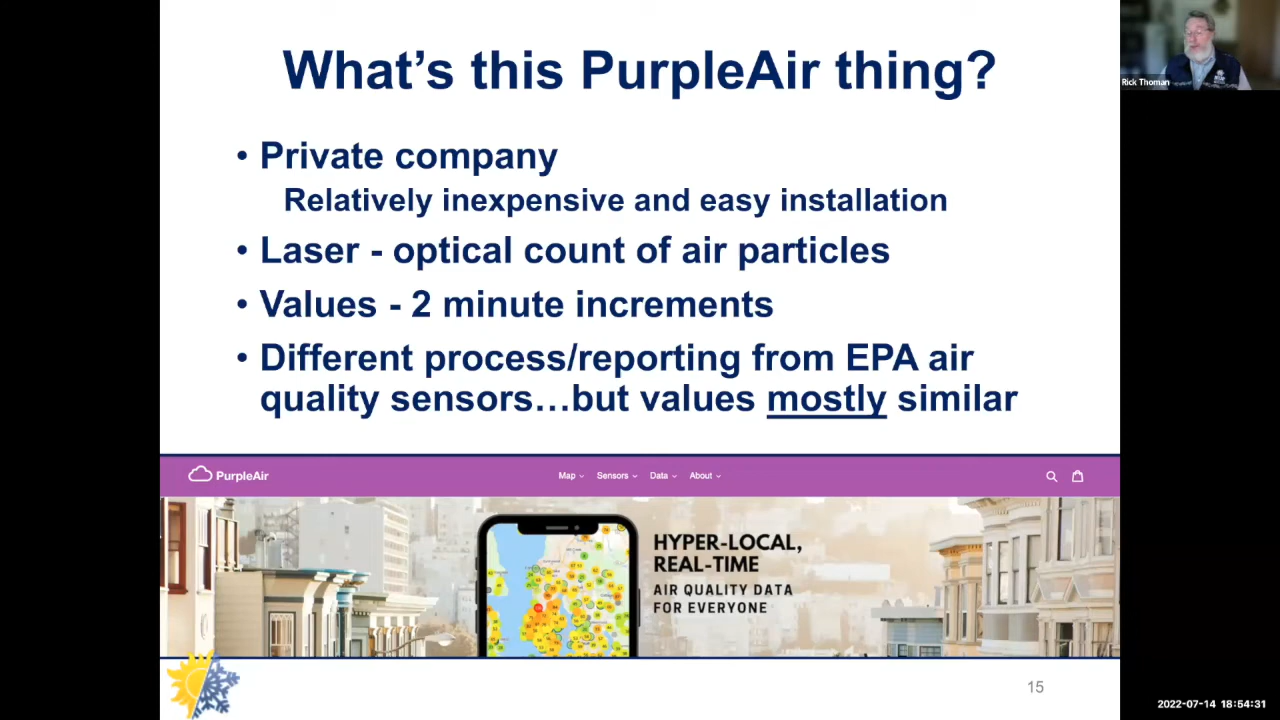 What's this PurpleAir thing?
Rick Thoman
• Private company
Relatively inexpensive and easy installation
• Laser - optical count of air particles
• Values - 2 minute increments
• Different process/reporting from EPA air
quality sensors…but values mostly similar
PurpleAir Map Sensors Data About
HYPER-LOCAL,
REAL-TIME
AIR QUALITY DATA
FOR EVERYONE
15
2022-07-14 18:54:31